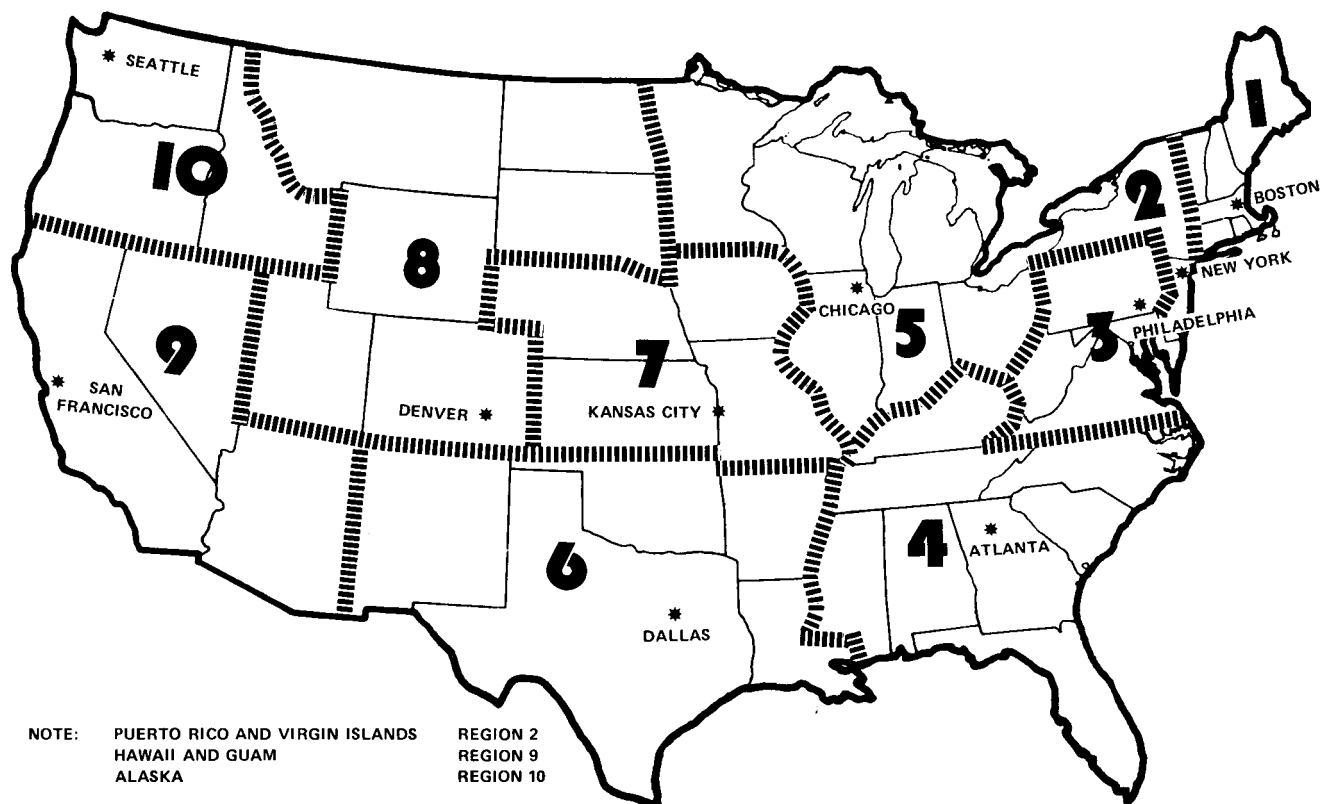 SEATTLE
1
10
2
BOSTON
8
NEW YORK
CHICAGO
5
3
PHILADELPHIA
9
7
SAN
FRANCISCO
DENVER
KANSAS CITY
4
ATLANTA
6
DALLAS
NOTE: PUERTO RICO AND VIRGIN ISLANDS REGION 2
HAWAII AND GUAM REGION 9
ALASKA REGION 10